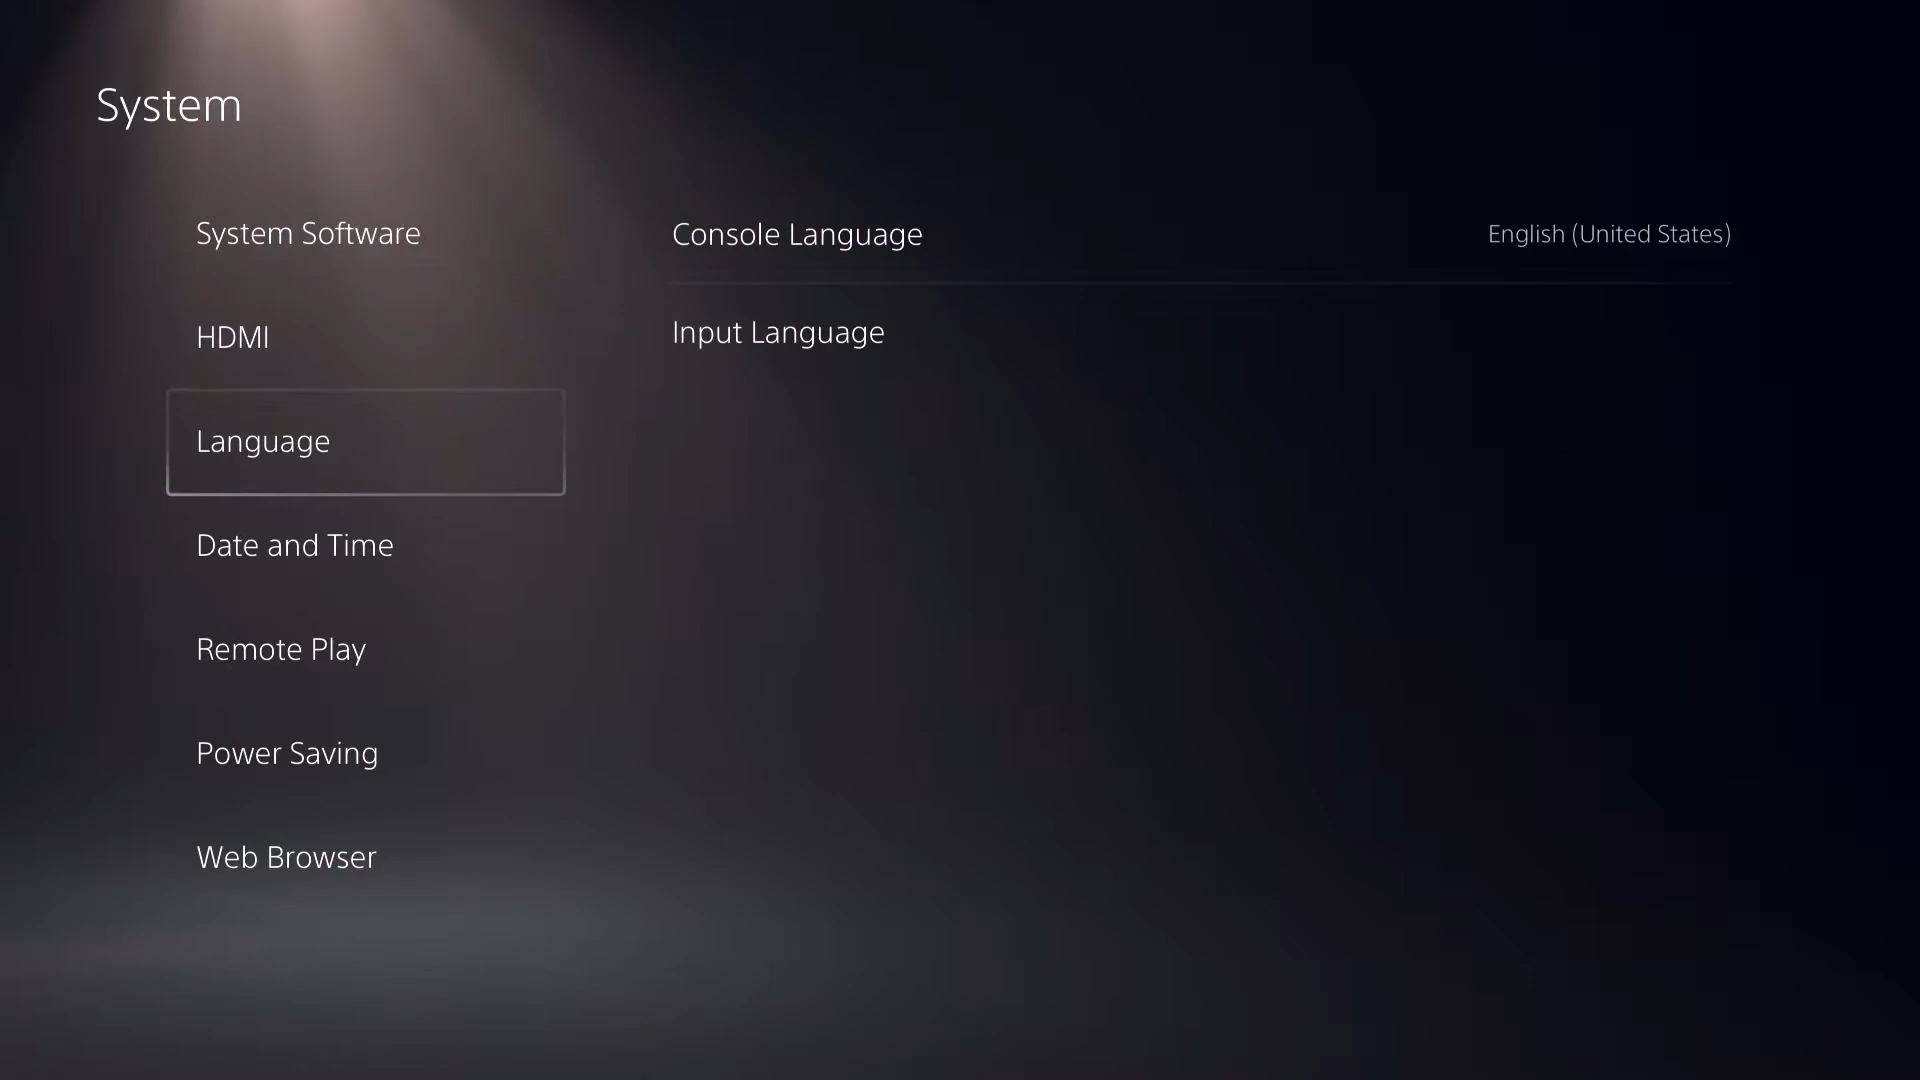 System
System Software
HDMI
Language
Date and Time
Remote Play
Power Saving
Web Browser
Console Language English (United States)
Input Language